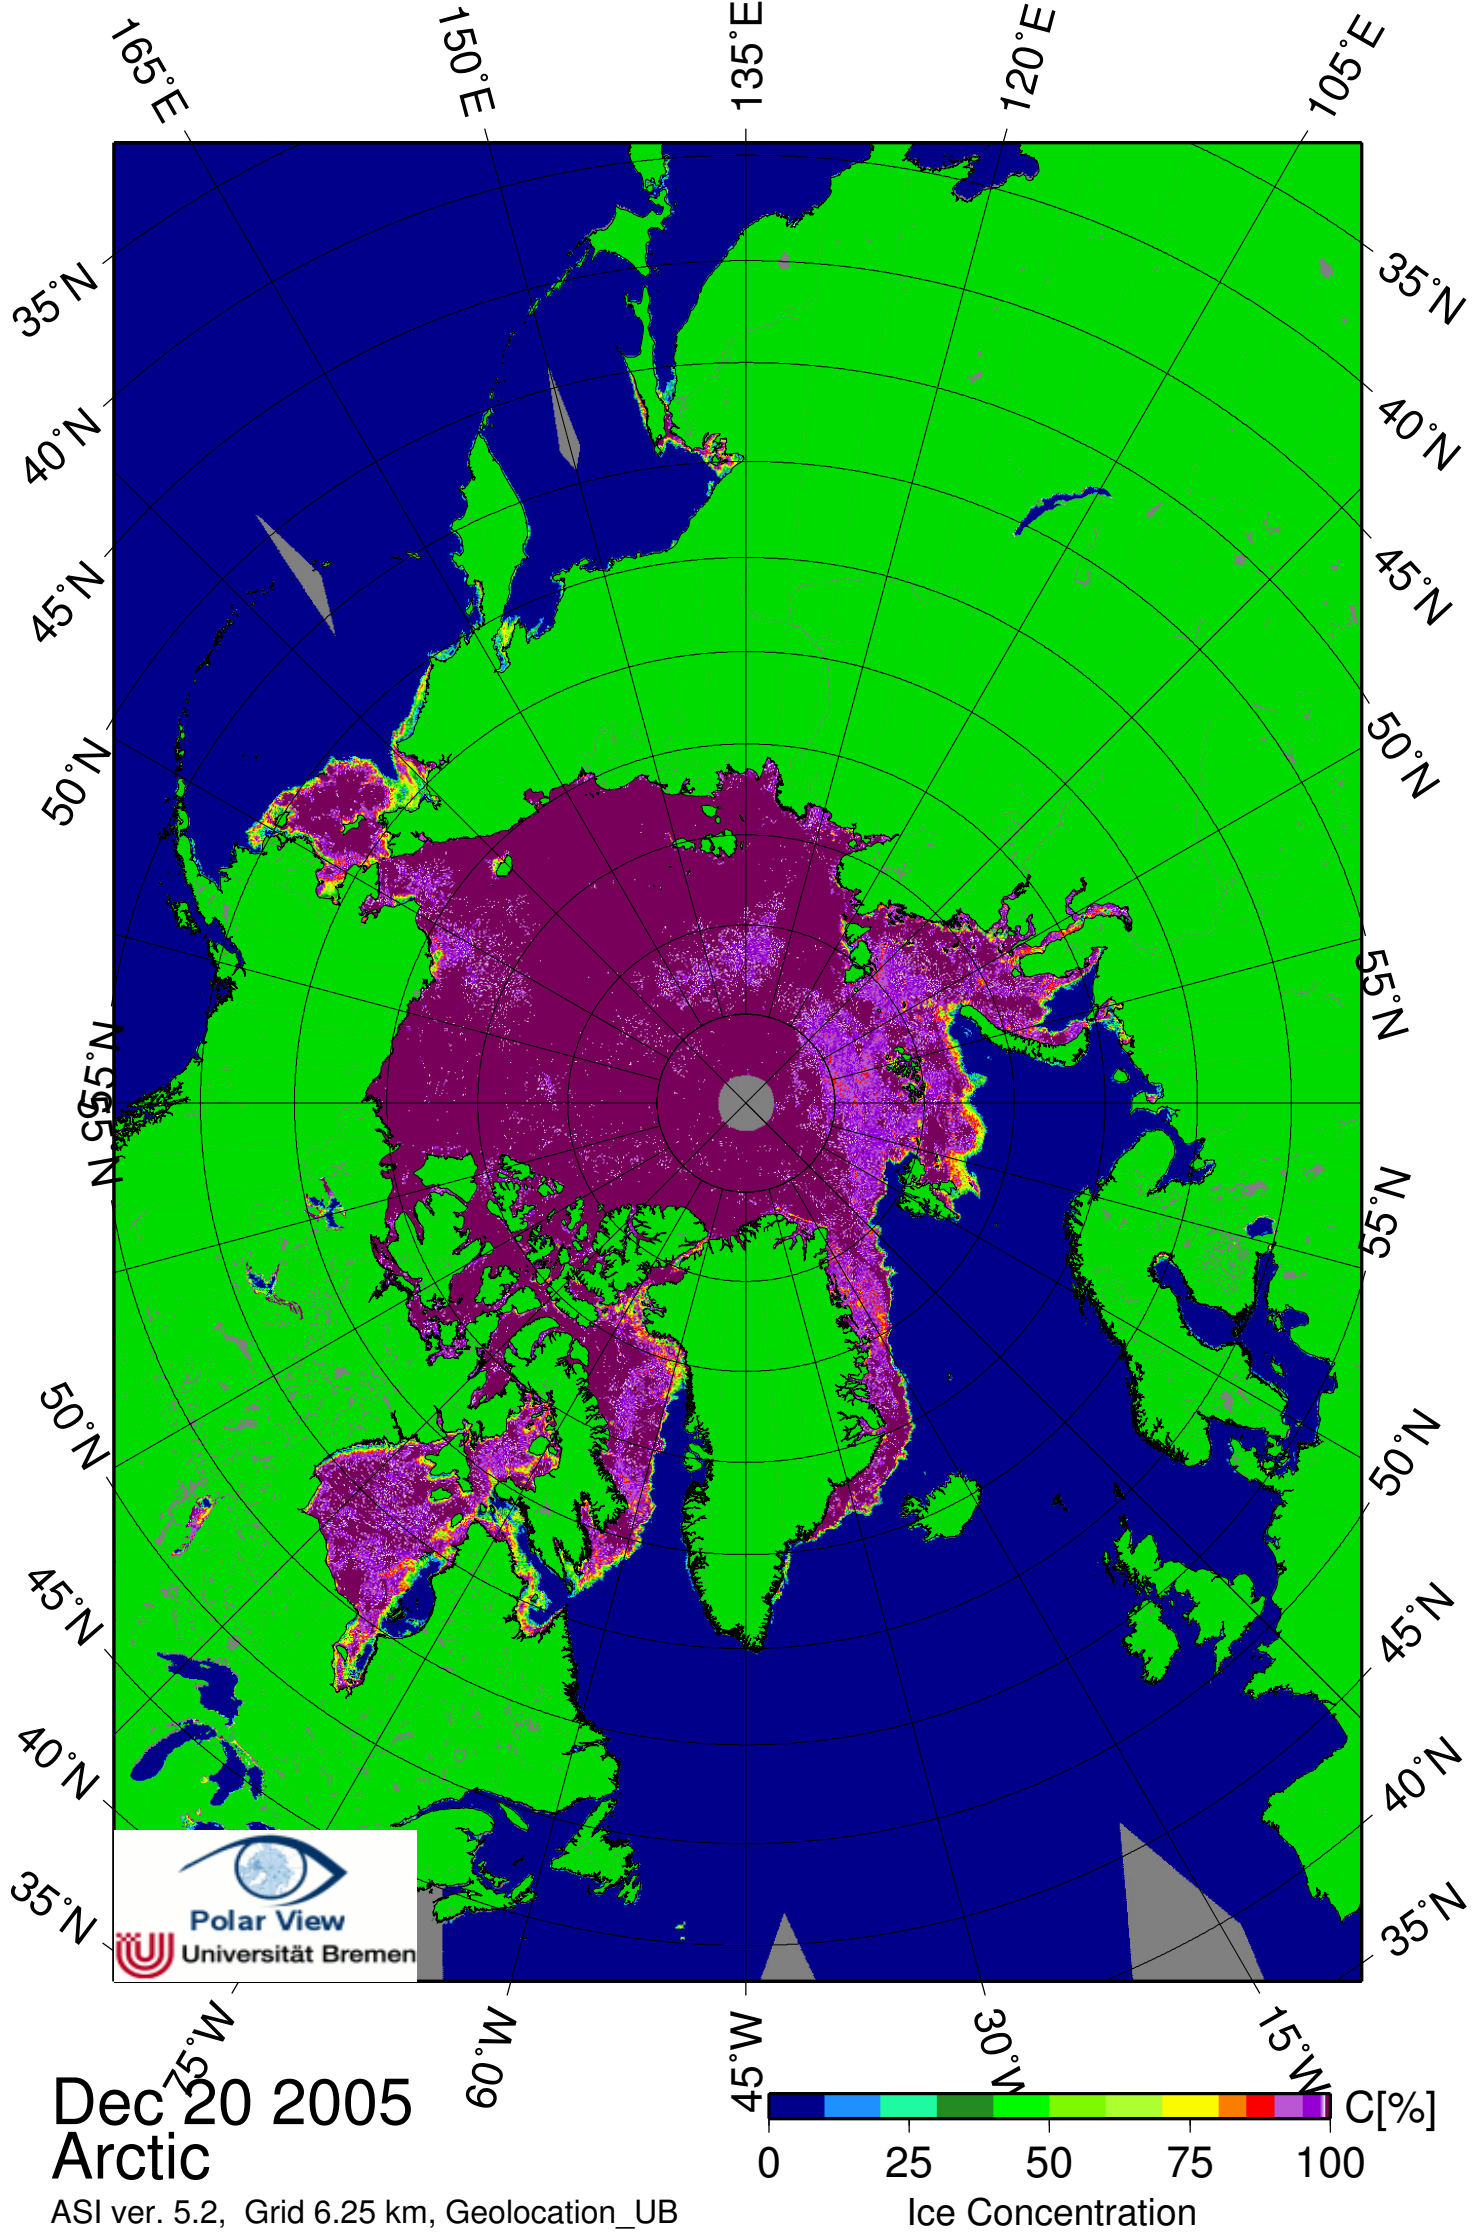 165°E 150°E 135°E 120°E 105°E
35°N 35°N
40°N 40°N
45°N 45°N
50°N 50°N
55°N 55°N
55°N 55°N
50°N 50°N
45°N 45°N
40°N 40°N
35°N 35°N
Polar View
Universität Bremen
75°W 60°W 45°W 30°W 15°W
Dec 20 2005
Arctic
ASI ver. 5.2, Grid 6.25 km, Geolocation_UB
C[%]
0 25 50 75 100
Ice Concentration